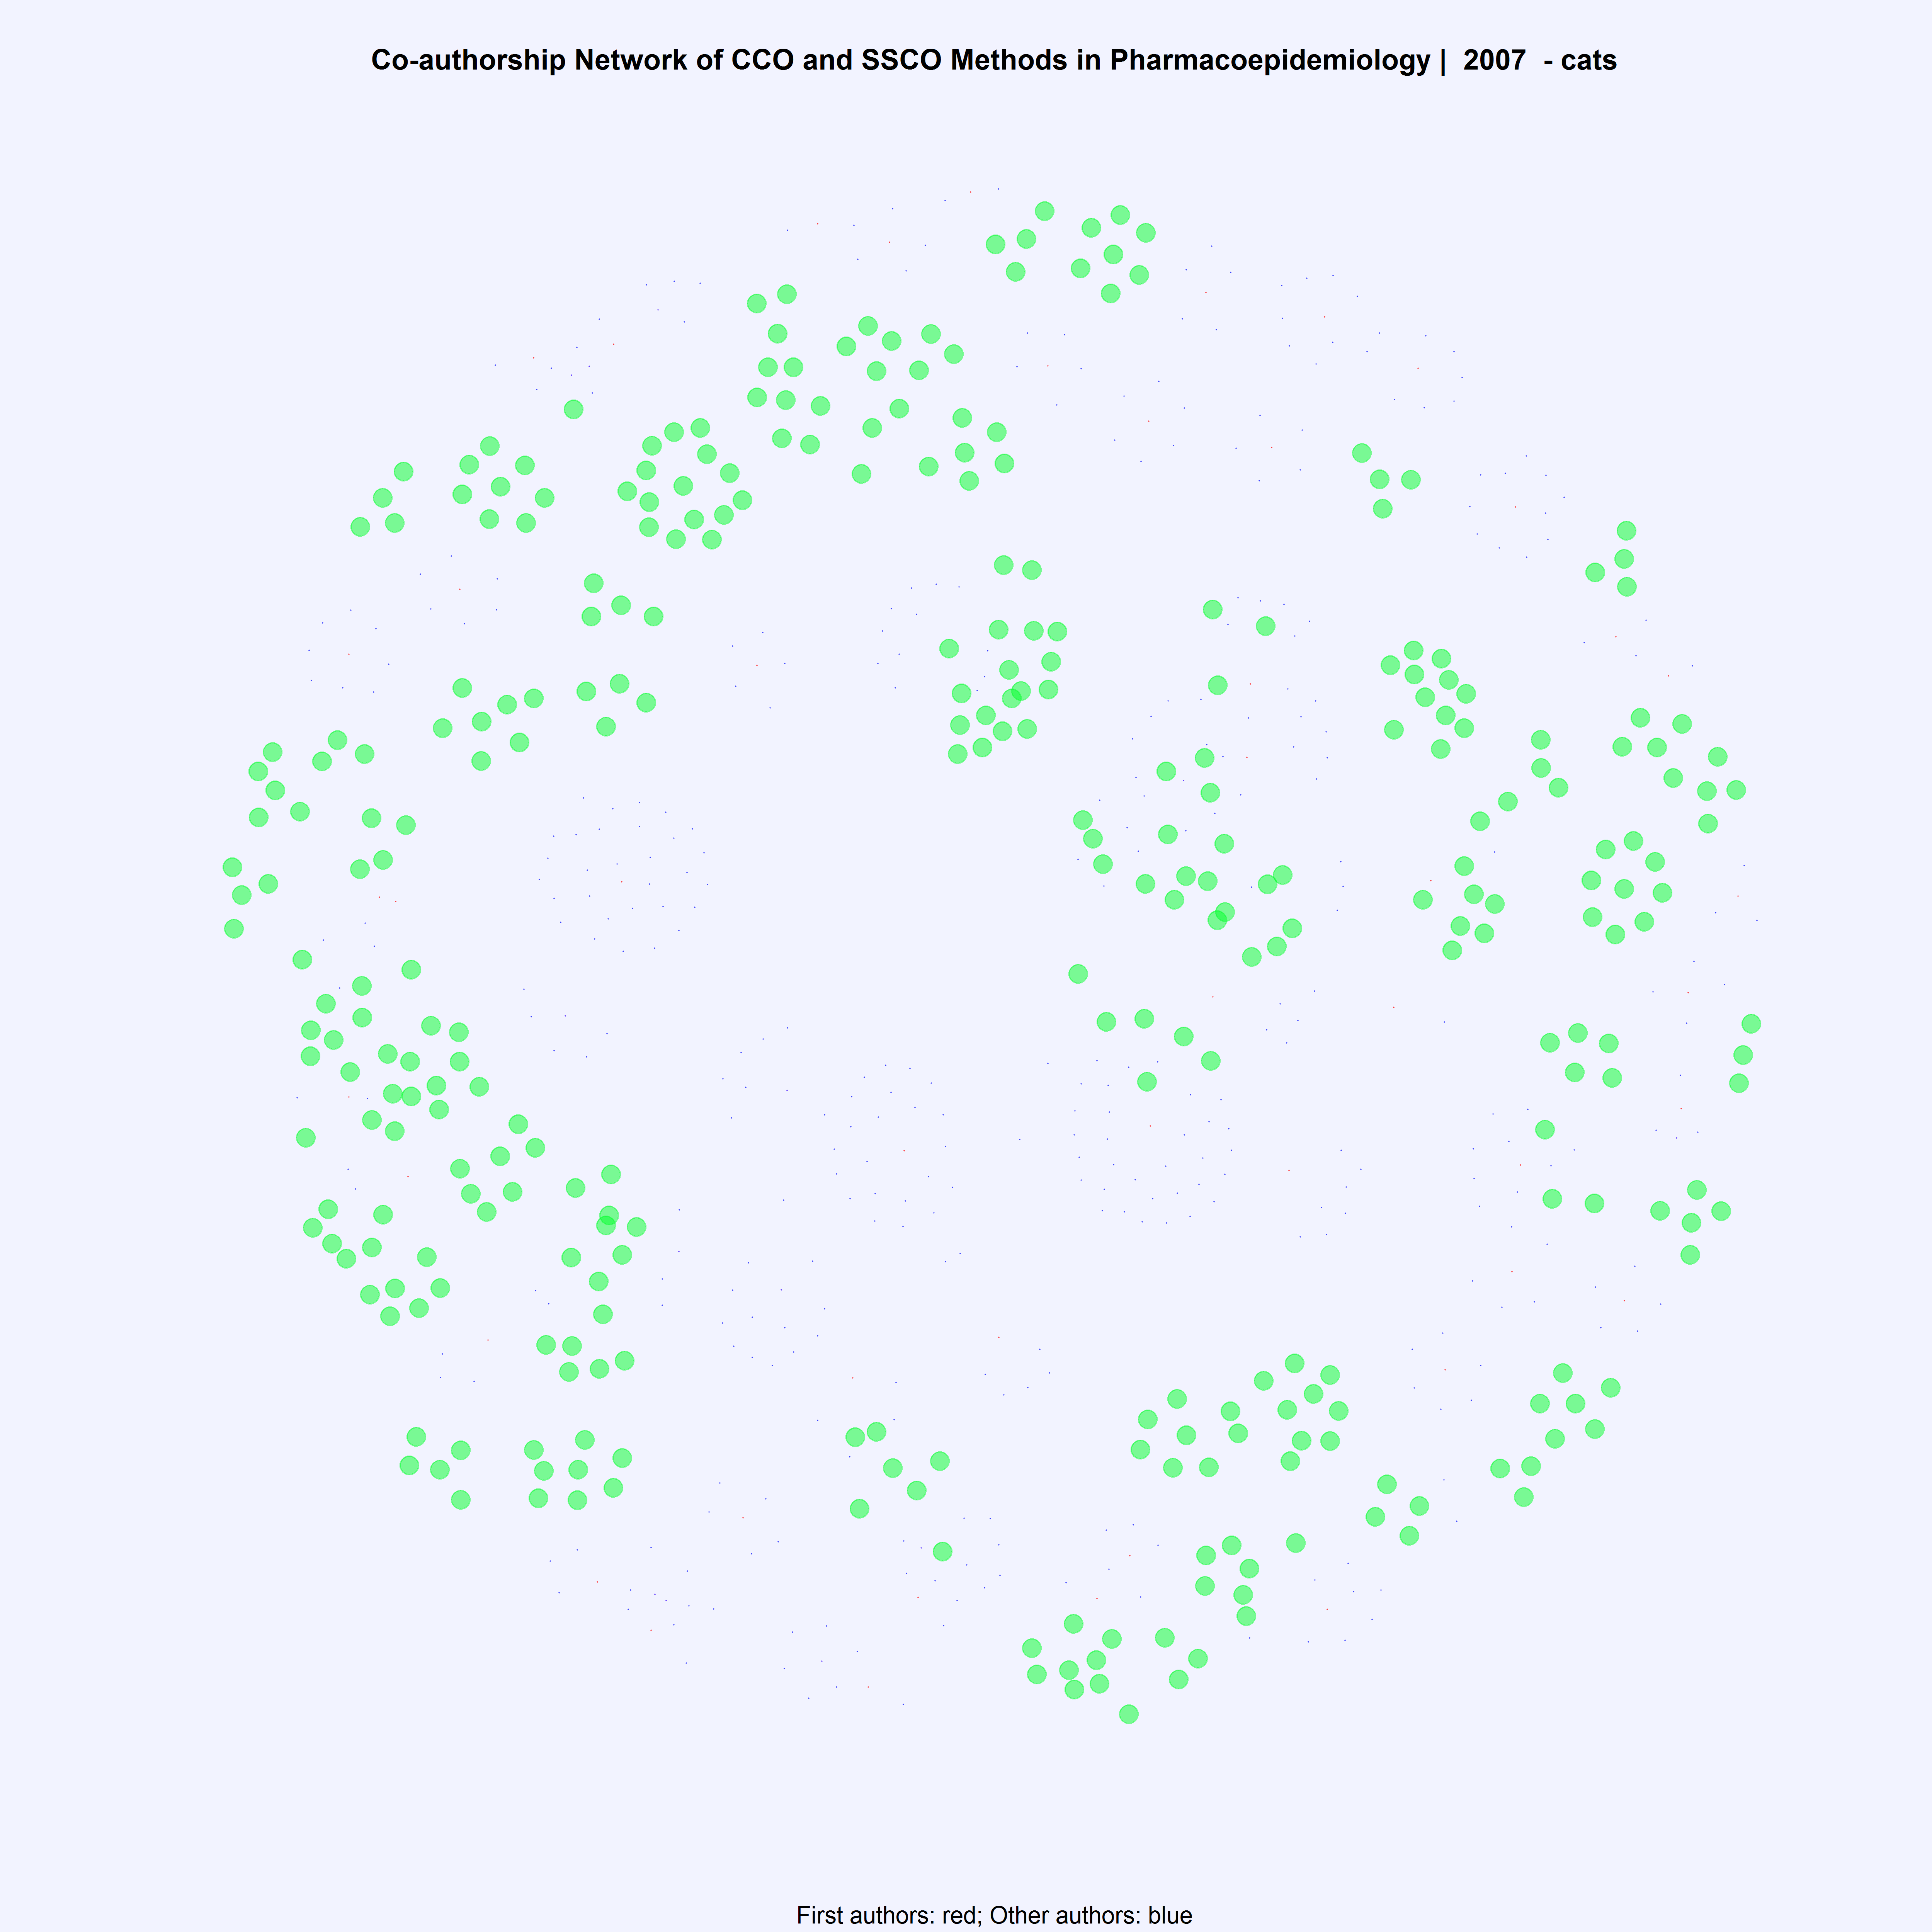 Co-authorship Network of CCO and SSCO Methods in Pharmacoepidemiology | 2007 - cats
First authors: red; Other authors: blue